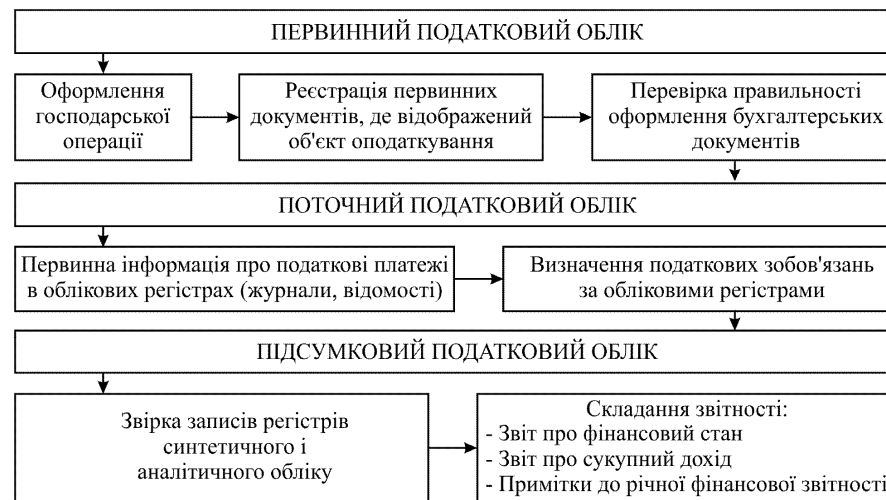 ПЕРВИННИЙ ПОДАТКОВИЙ ОБЛІК
Оформлення
господарської
операції
Реєстрація первинних
документів, де відображений
об'єкт оподаткування
Перевірка правильності
оформлення бухгалтерських
документів
ПОТОЧНИЙ ПОДАТКОВИЙ ОБЛІК
Первинна інформація про податкові платежі
в облікових регістрах (журнали, відомості)
Визначення податкових зобов'язань
за обліковими регістрами
ПІДСУМКОВИЙ ПОДАТКОВИЙ ОБЛІК
Звірка записів регістрів
синтетичного і
аналітичного обліку
Складання звітності:
- Звіт про фінансовий стан
- Звіт про сукупний дохід
- Примітки до річної фінансової звітності